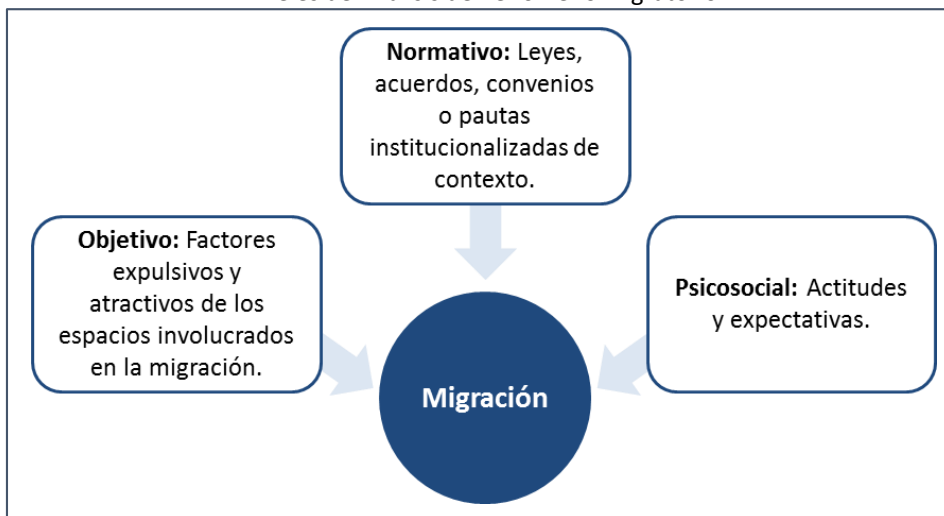 Normativo: Leyes,
acuerdos, convenios
o pautas
institucionalizadas de
contexto.
Objetivo: Factores
expulsivos y
atractivos de los
espacios involucrados
en la migración.
Psicosocial: Actitudes
y expectativas.
Migración